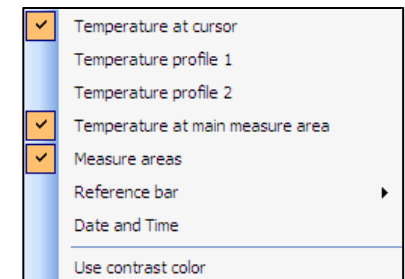 Temperature at cursor
Temperature profile 1
Temperature profile 2
Temperature at main measure area
Measure areas
Reference bar
Date and Time
Use contrast color